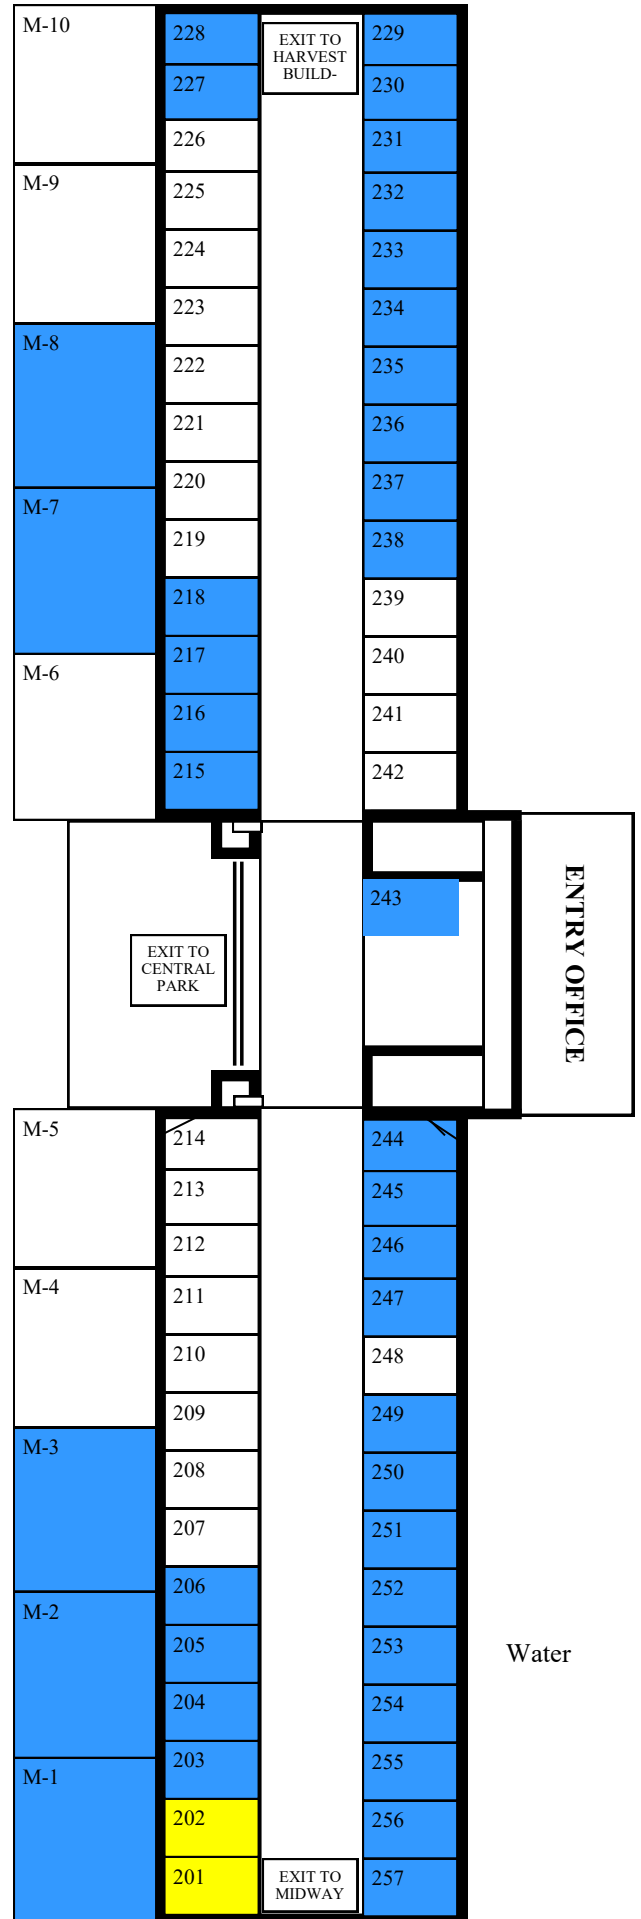 M-10
228
EXIT TO
HARVEST
BUILD-
229
227
230
226
231
M-9
225
232
224
233
223
234
M-8
222
235
221
236
220
237
M-7
219
238
218
239
M-6
217
240
216
241
215
242
243
ENTRY OFFICE
EXIT TO
CENTRAL
PARK
M-5
214
244
213
245
212
246
M-4
211
247
210
248
209
249
M-3
208
250
207
251
206
252
M-2
205
253
Water
204
254
M-1
203
255
202
256
201
EXIT TO
MIDWAY
257